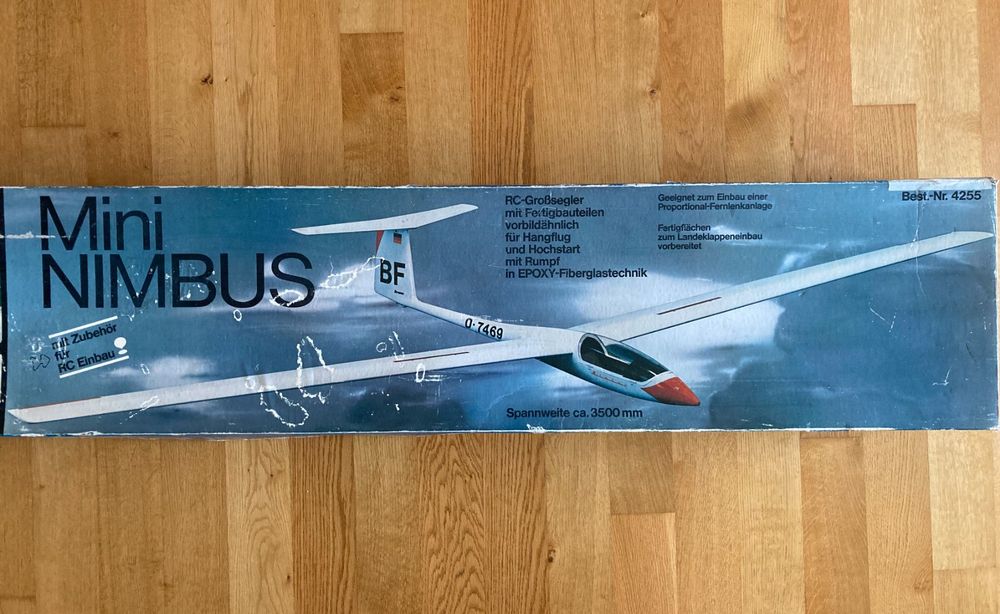 Mini
NIMBUS
mit Zubehör
für
RC Einbau
BF
D-7469
RC-Großsegler
mit Fertigbauteilen
vorbildähnlich
für Hangflug
und Hochstart
mit Rumpf
in EPOXY-Fiberglastechnik
Geeignet zum Einbau einer
Proportional-Fernlenkanlage
Fertigflächen
zum Landeklappeneinbau
vorbereitet
Best.-Nr. 4255
Spannweite ca. 3500 mm